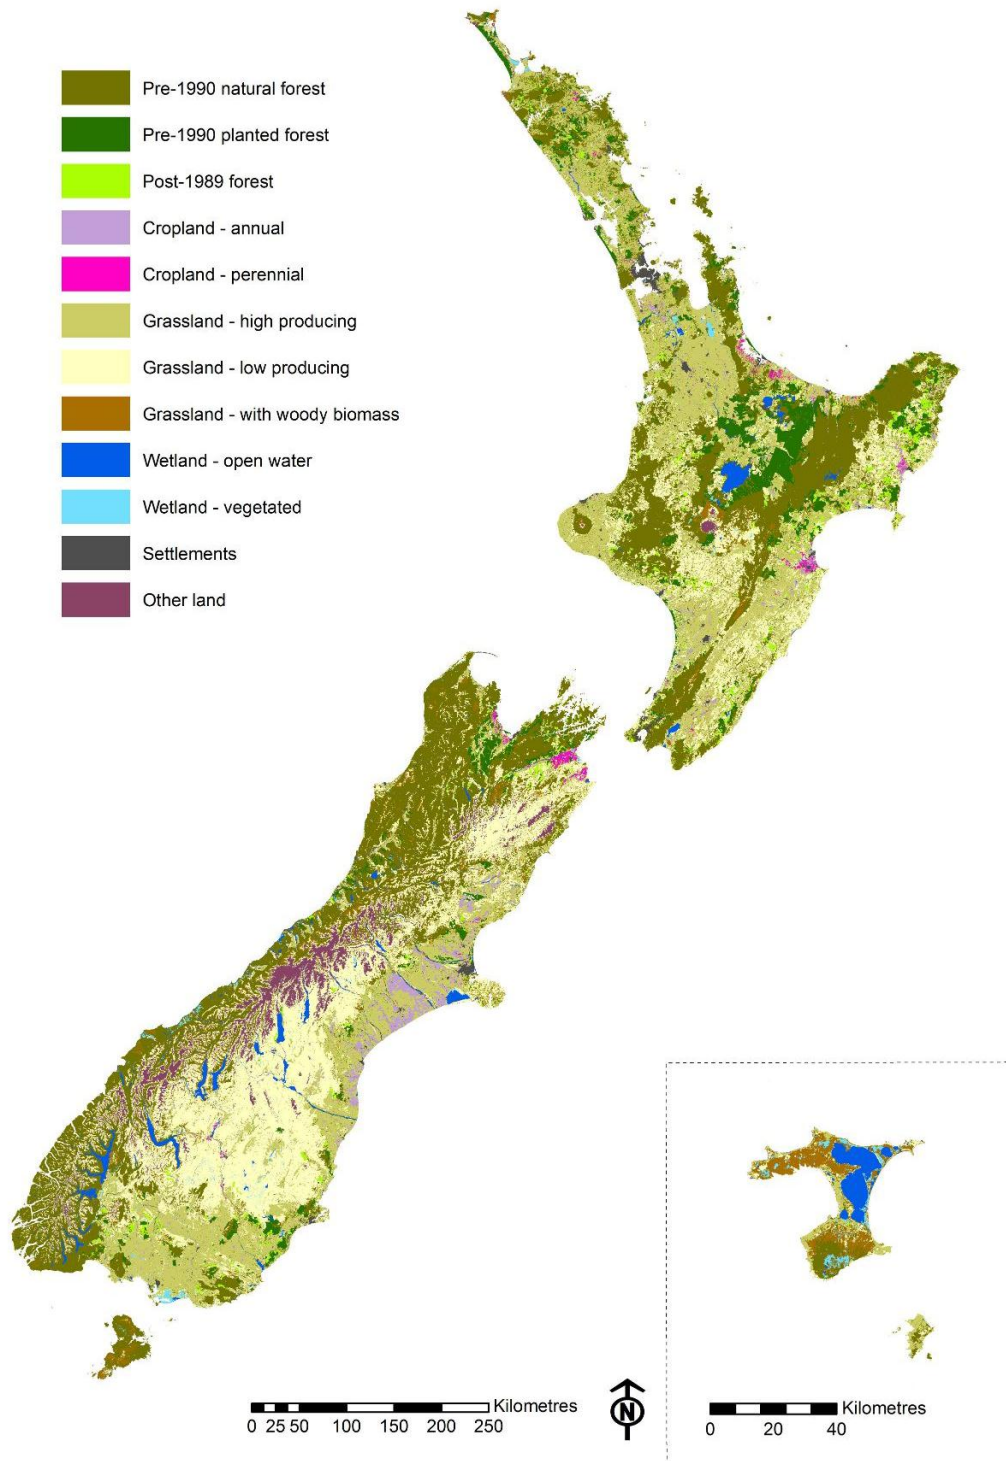 Pre-1990 natural forest
Pre-1990 planted forest
Post-1989 forest
Cropland - annual
Cropland - perennial
Grassland - high producing
Grassland - low producing
Grassland - with woody biomass
Wetland - open water
Wetland - vegetated
Settlements
Other land
Kilometres
0 25 50 100 150 200 250
N
Kilometres
0 20 40